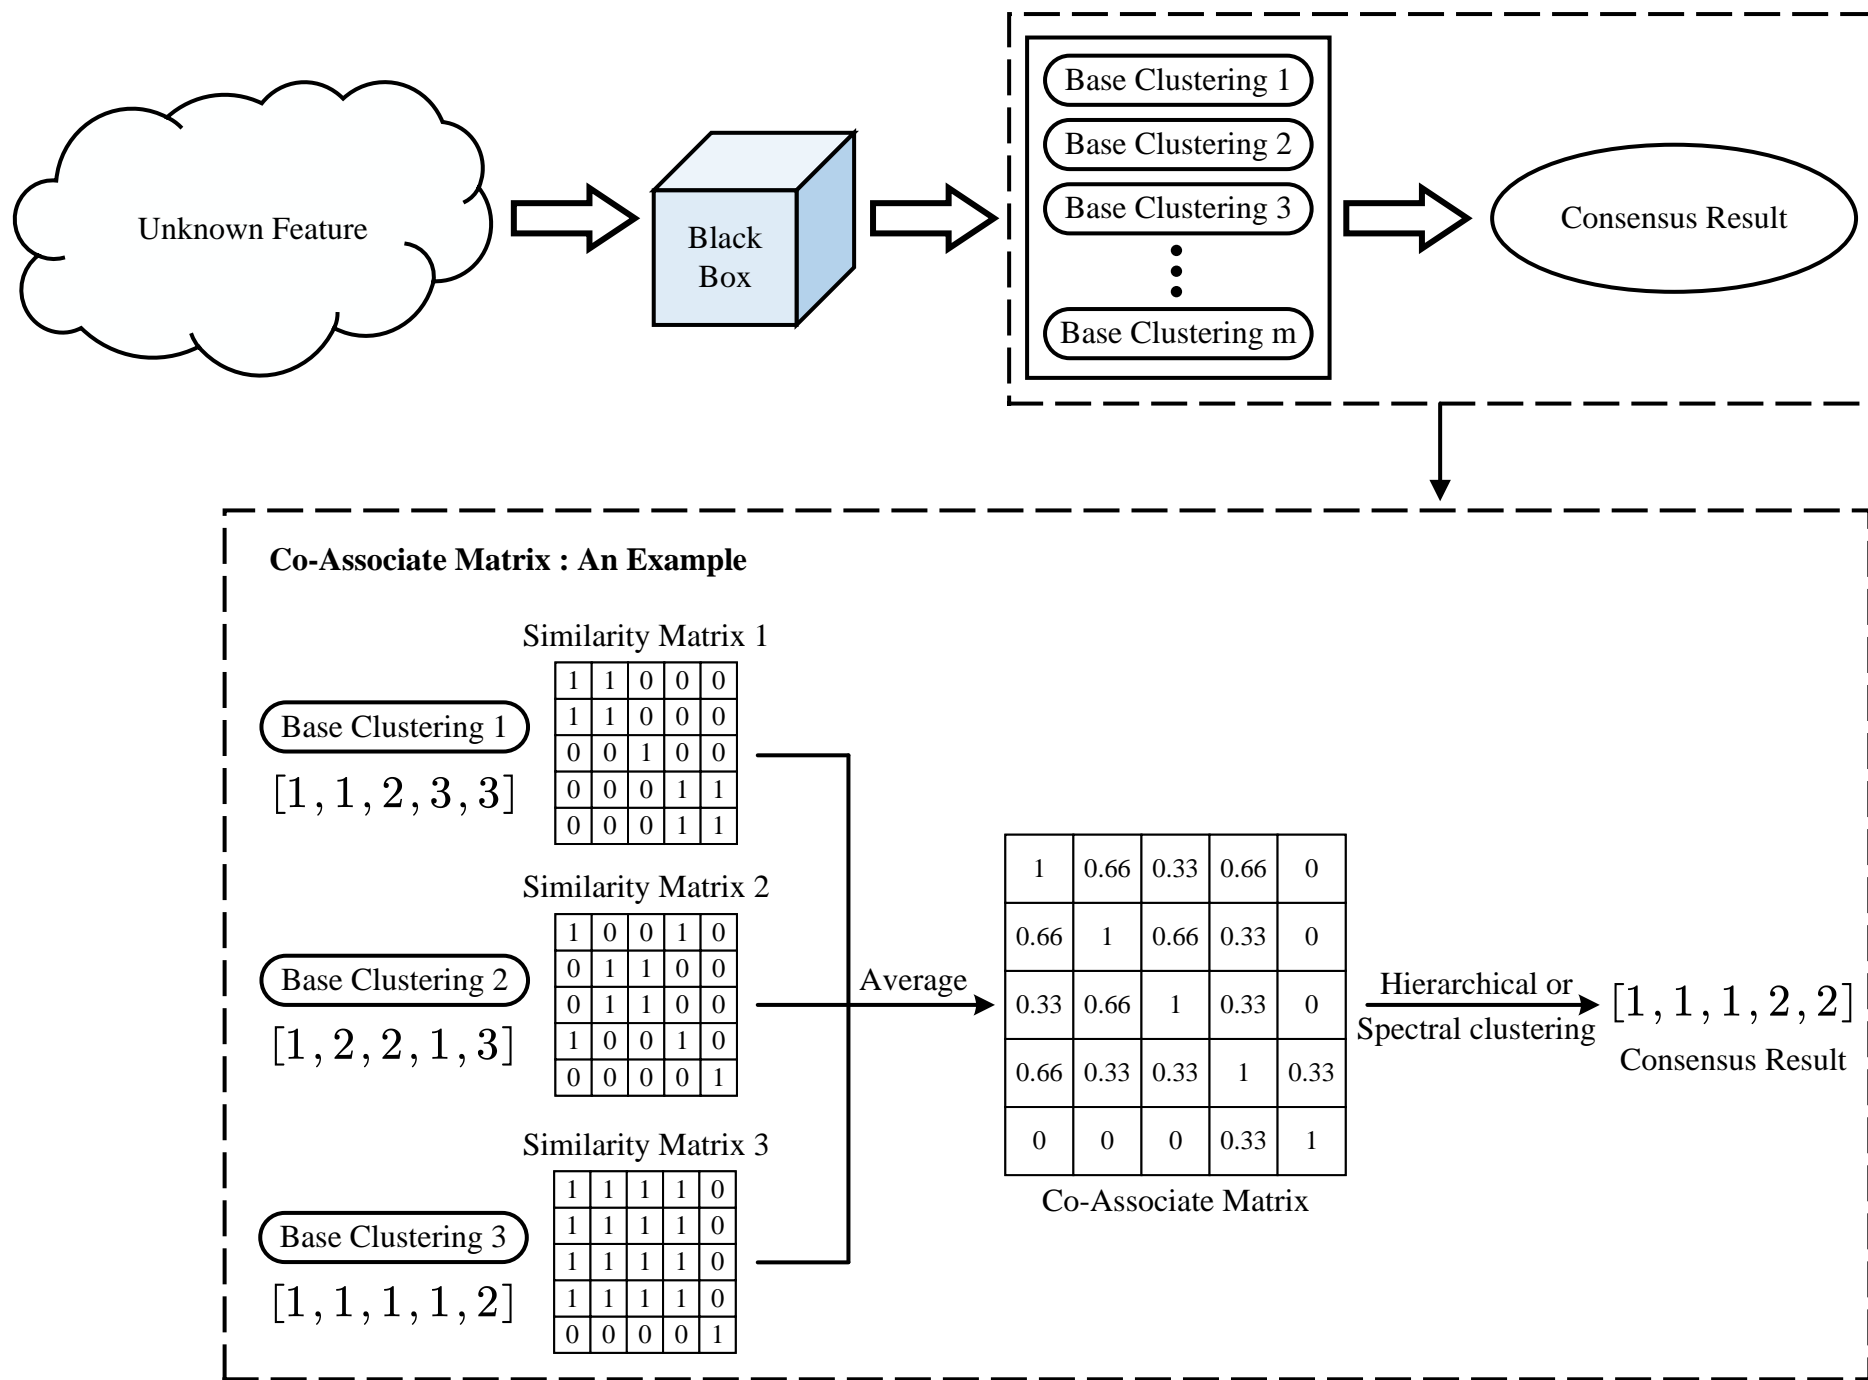 Unknown Feature
Black
Box
Base Clustering 1
Base Clustering 2
Base Clustering 3
Base Clustering m
Consensus Result
Co-Associate Matrix : An Example
Similarity Matrix 1
Base Clustering 1
[1, 1, 2, 3, 3]
1 1 0 0 0
1 1 0 0 0
0 0 1 0 0
0 0 0 1 1
0 0 0 1 1
Similarity Matrix 2
Base Clustering 2
[1, 2, 2, 1, 3]
1 0 0 1 0
0 1 1 0 0
0 1 1 0 0
1 0 0 1 0
0 0 0 0 1
Similarity Matrix 3
Base Clustering 3
[1, 1, 1, 1, 2]
1 1 1 1 0
1 1 1 1 0
1 1 1 1 0
1 1 1 1 0
0 0 0 0 1
Average
1 0.66 0.33 0.66 0
0.66 1 0.66 0.33 0
0.33 0.66 1 0.33 0
0.66 0.33 0.33 1 0.33
0 0 0 0.33 1
Co-Associate Matrix
Hierarchical or
Spectral clustering
[1, 1, 1, 2, 2]
Consensus Result